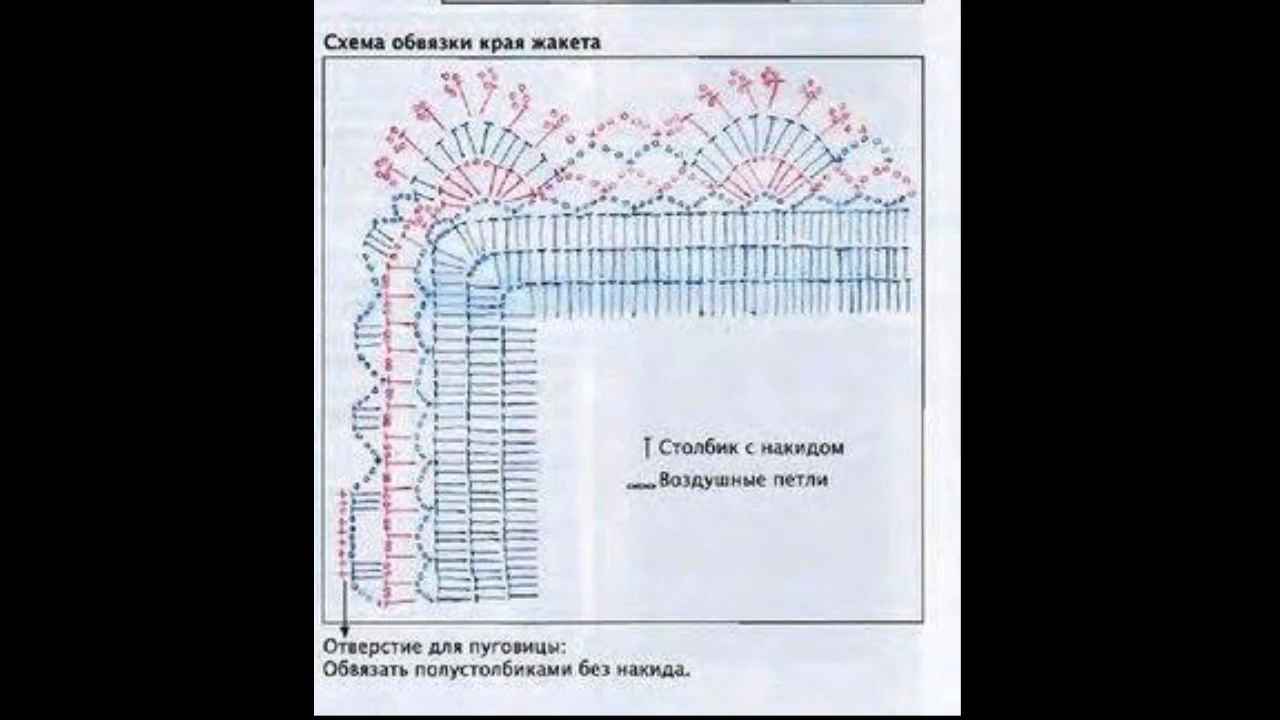 Схема обвязки края жакета
Столбик с накидом
Воздушные петли
Отверстие для пуговицы:
Обвязать полустолбиками без накида.